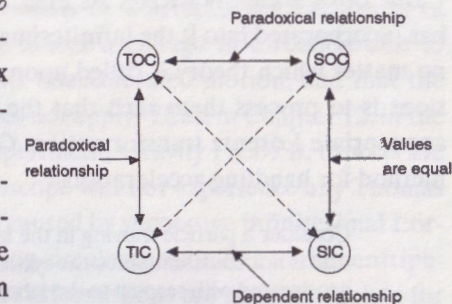 Paradoxical relationship
TOC
SOC
Paradoxical
relationship
Values
are equal
TIC
SIC
Dependent relationship